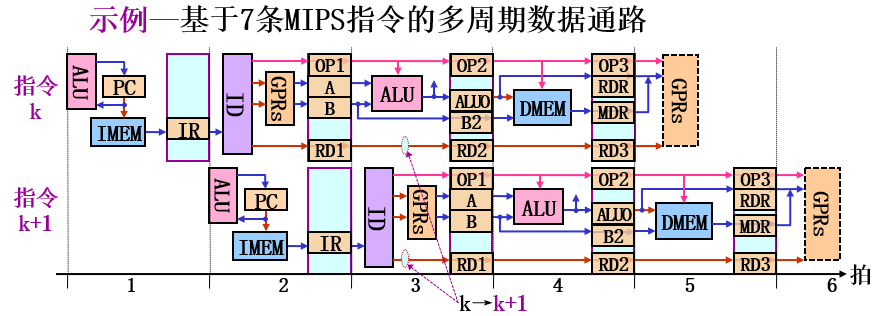 示例—基于7条MIPS指令的多周期数据通路
指令
k
ALU
PC
IMEM
IR
ID
GPRs
OP1
A
B
RD1
ALU
OP2
ALUO
B2
RD2
DMEM
OP3
RDR
MDR
RD3
GPRs
指令
k+1
ALU
PC
IMEM
IR
ID
GPRs
OP1
A
B
RD1
ALU
OP2
ALUO
B2
RD2
DMEM
OP3
RDR
MDR
RD3
GPRs
1 2 3 4 5 6 拍
k→k+1